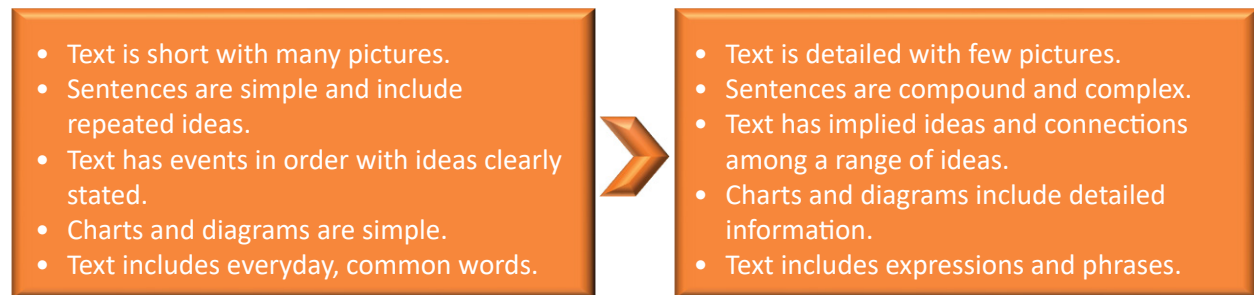 • Text is short with many pictures.
• Sentences are simple and include
repeated ideas.
• Text has events in order with ideas clearly
stated.
• Charts and diagrams are simple.
• Text includes everyday, common words.
• Text is detailed with few pictures.
• Sentences are compound and complex.
• Text has implied ideas and connections
among a range of ideas.
• Charts and diagrams include detailed
information.
• Text includes expressions and phrases.